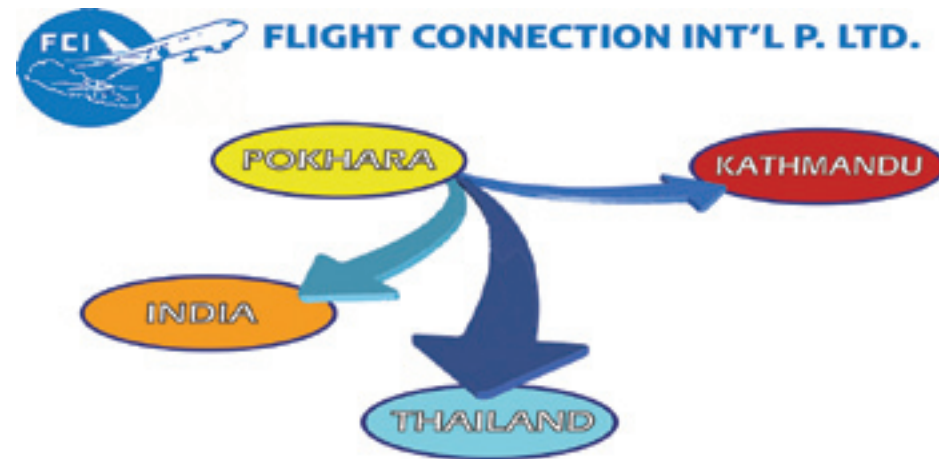 FCI
FLIGHT CONNECTION INT'L P. LTD.
POKHARA
KATHMANDU
INDIA
THAILAND